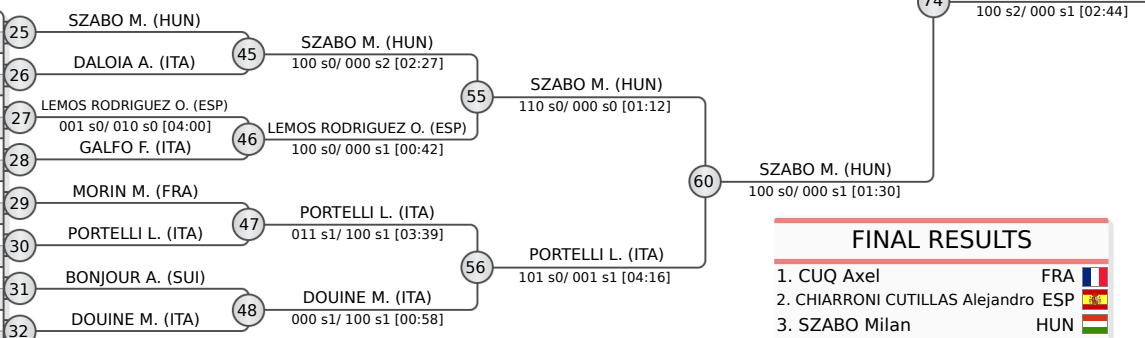 74
100 s2/ 000 s1 [02:44]
25
SZABO M. (HUN)
26
DALOIA A. (ITA)
45
SZABO M. (HUN)
100 s0/ 000 s2 [02:27]
27
LEMOS RODRIGUEZ O. (ESP)
001 s0/ 010 s0 [04:00]
28
GALFO F. (ITA)
46
LEMOS RODRIGUEZ O. (ESP)
100 s0/ 000 s1 [00:42]
55
SZABO M. (HUN)
110 s0/ 000 s0 [01:12]
29
MORIN M. (FRA)
30
PORTELLI L. (ITA)
47
PORTELLI L. (ITA)
011 s1/ 100 s1 [03:39]
31
BONJOUR A. (SUI)
32
DOUINE M. (ITA)
48
DOUINE M. (ITA)
000 s1/ 100 s1 [00:58]
56
PORTELLI L. (ITA)
101 s0/ 001 s1 [04:16]
60
SZABO M. (HUN)
100 s0/ 000 s1 [01:30]
FINAL RESULTS
1. CUQ Axel FRA
2. CHIARRONI CUTILLAS Alejandro ESP
3. SZABO Milan HUN